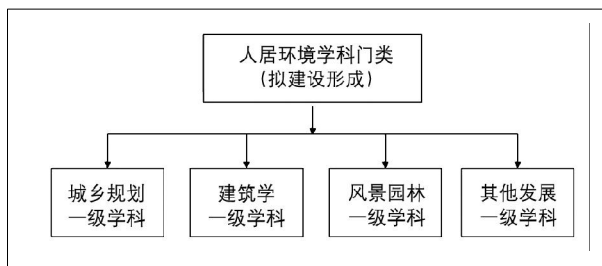 人居环境学科门类
(拟建设形成)
城乡规划
一级学科
建筑学
一级学科
风景园林
一级学科
其他发展
一级学科